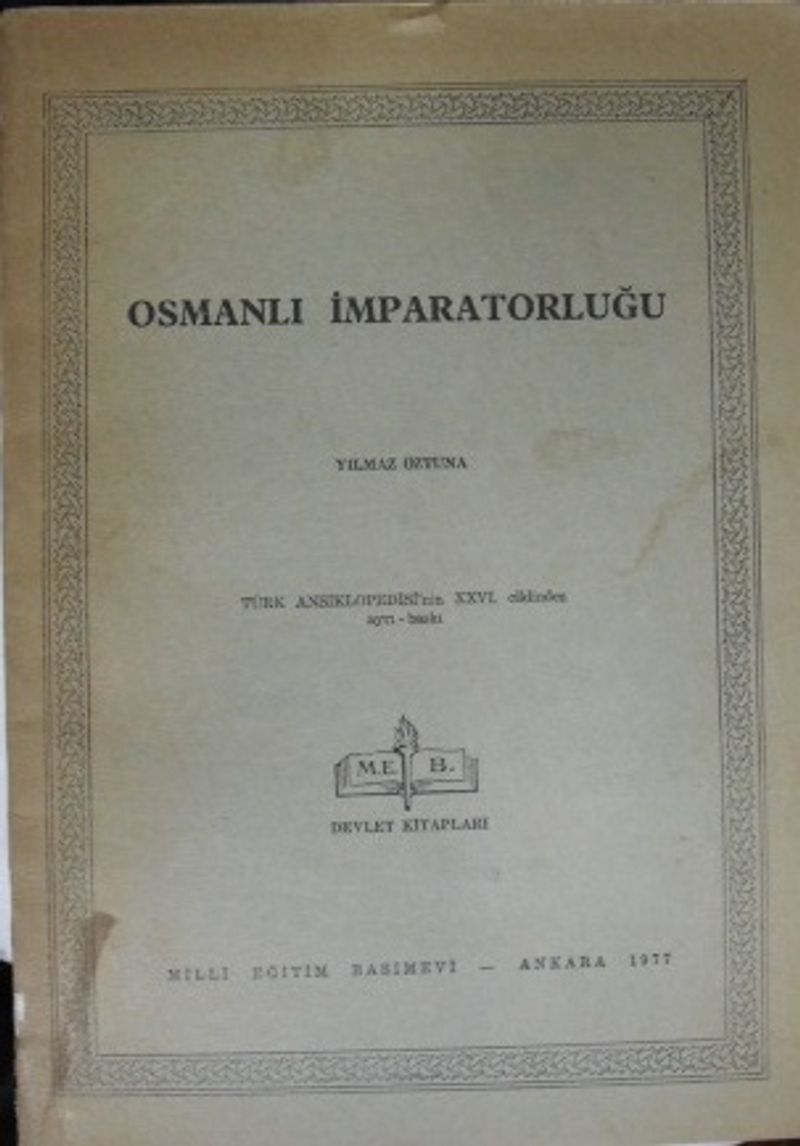 OSMANLI İMPARATORLUĞU
YILMAZ ÖZTUNA
TÜRK ANSİKLOPEDİSİ'nin XXVI. cildinden
ayrı - baskı
M.E. B.
DEVLET KİTAPLARI
MİLLİ EĞİTİM BASIMEVİ — ANKARA 1977